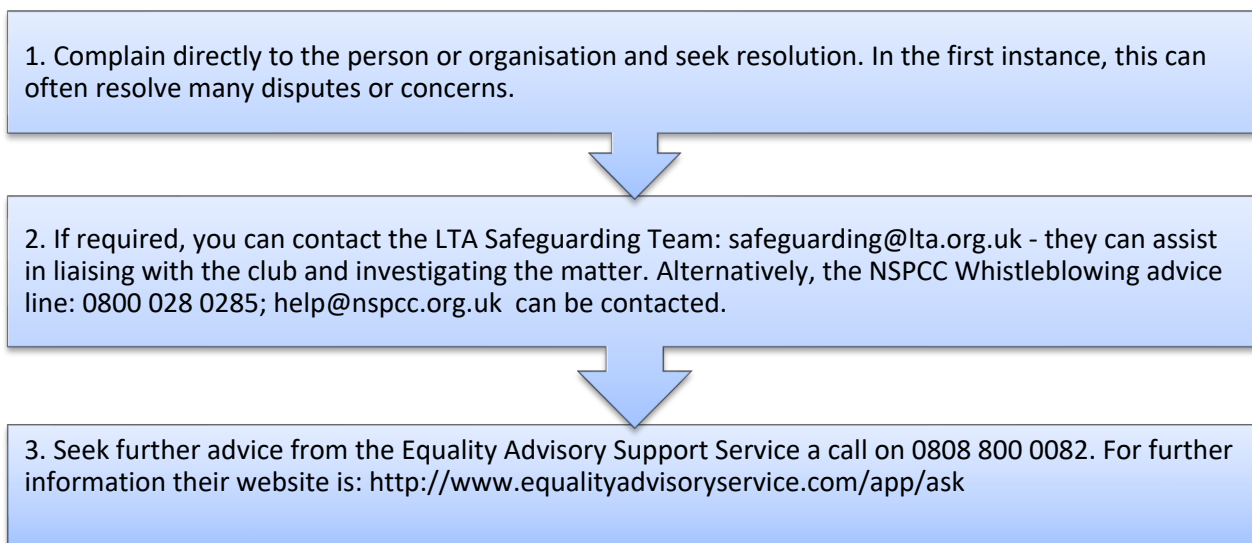 1. Complain directly to the person or organisation and seek resolution. In the first instance, this can
often resolve many disputes or concerns.
2. If required, you can contact the LTA Safeguarding Team: safeguarding@lta.org.uk - they can assist
in liaising with the club and investigating the matter. Alternatively, the NSPCC Whistleblowing advice
line: 0800 028 0285; help@nspcc.org.uk  can be contacted.
3. Seek further advice from the Equality Advisory Support Service a call on 0808 800 0082. For further
information their website is: http://www.equalityadvisoryservice.com/app/ask